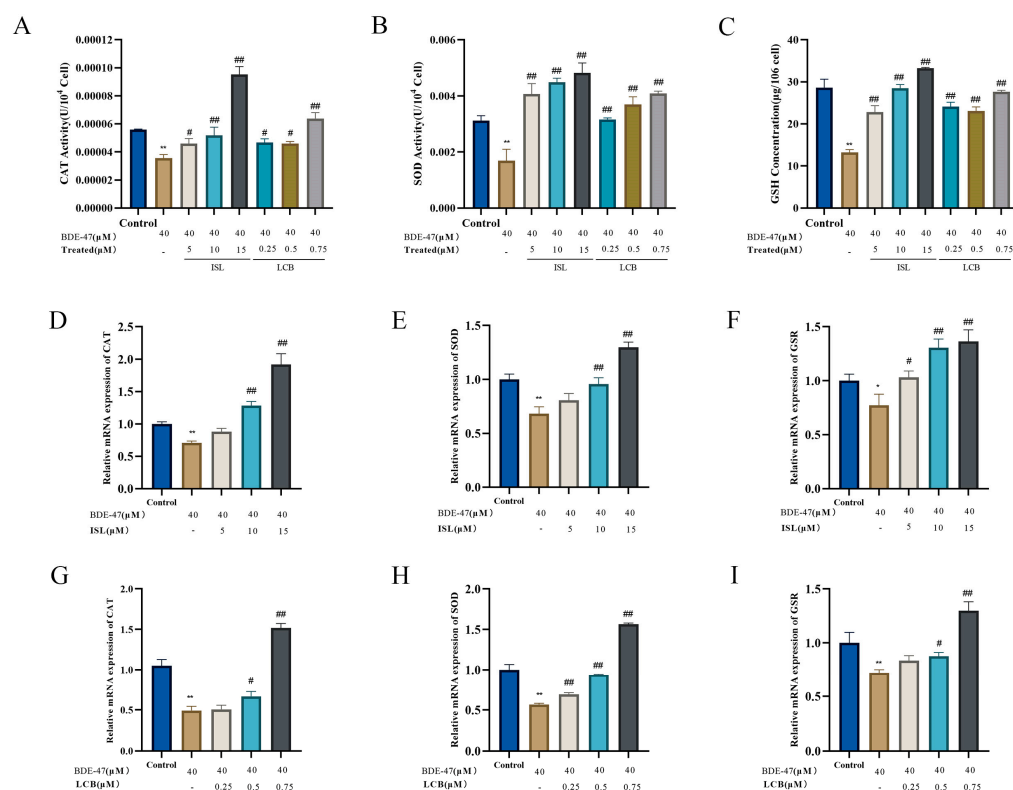 A
CAT Activity(U/10⁴ Cell)
0.00012
0.00010
0.00008
0.00006
0.00004
0.00002
0.00000
** # ## ## # # ##
Control
BDE-47(μM) 40 40 40 40 40 40 40
Treated(μM) - 5 10 15 0.25 0.5 0.75
ISL LCB
B
SOD Activity(U/10⁴ Cell)
0.006
0.004
0.002
0.000
** ## ## ## ## ## ##
Control
BDE-47(μM) 40 40 40 40 40 40 40
Treated(μM) - 5 10 15 0.25 0.5 0.75
ISL LCB
C
GSH Concentration(μg/106 cell)
40
30
20
10
0
** ## ## ## ## ## ##
Control
BDE-47(μM) 40 40 40 40 40 40 40
Treated(μM) - 5 10 15 0.25 0.5 0.75
ISL LCB
D
Relative mRNA expression of CAT
2.5
2.0
1.5
1.0
0.5
0.0
** ## ##
Control
BDE-47(μM) 40 40 40 40
ISL(μM) - 5 10 15
E
Relative mRNA expression of SOD
1.5
1.0
0.5
0.0
** ## ##
Control
BDE-47(μM) 40 40 40 40
ISL(μM) - 5 10 15
F
Relative mRNA expression of GSR
1.5
1.0
0.5
0.0
* # ## ##
Control
BDE-47(μM) 40 40 40 40
ISL(μM) - 5 10 15
G
Relative mRNA expression of CAT
2.0
1.5
1.0
0.5
0.0
** # ##
Control
BDE-47(μM) 40 40 40 40
LCB(μM) - 0.25 0.5 0.75
H
Relative mRNA expression of SOD
2.0
1.5
1.0
0.5
0.0
** ## ## ##
Control
BDE-47(μM) 40 40 40 40
LCB(μM) - 0.25 0.5 0.75
I
Relative mRNA expression of GSR
1.5
1.0
0.5
0.0
** # ##
Control
BDE-47(μM) 40 40 40 40
LCB(μM) - 0.25 0.5 0.75